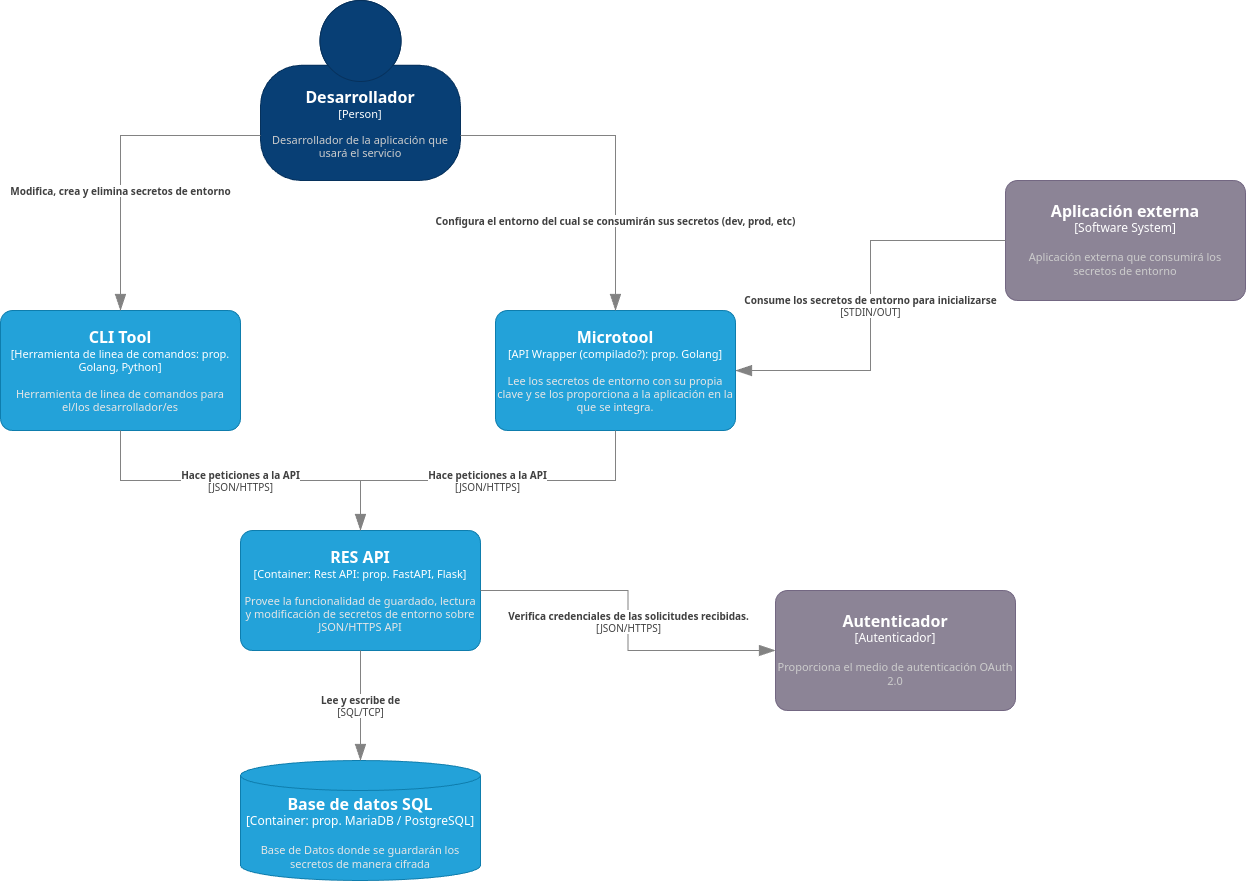 Desarrollador
[Person]
Desarrollador de la aplicación que
usará el servicio
Modifica, crea y elimina secretos de entorno
Configura el entorno del cual se consumirán sus secretos (dev, prod, etc)
Aplicación externa
[Software System]
Aplicación externa que consumirá los
secretos de entorno
Consume los secretos de entorno para inicializarse
[STDIN/OUT]
CLI Tool
[Herramienta de linea de comandos: prop.
Golang, Python]
Herramienta de linea de comandos para
el/los desarrollador/es
Microtool
[API Wrapper (compilado?): prop. Golang]
Lee los secretos de entorno con su propia
clave y se los proporciona a la aplicación en la
que se integra.
Hace peticiones a la API
[JSON/HTTPS]
Hace peticiones a la API
[JSON/HTTPS]
RES API
[Container: Rest API: prop. FastAPI, Flask]
Provee la funcionalidad de guardado, lectura
y modificación de secretos de entorno sobre
JSON/HTTPS API
Verifica credenciales de las solicitudes recibidas.
[JSON/HTTPS]
Autenticador
[Autenticador]
Proporciona el medio de autenticación OAuth
2.0
Lee y escribe de
[SQL/TCP]
Base de datos SQL
[Container: prop. MariaDB / PostgreSQL]
Base de Datos donde se guardarán los
secretos de manera cifrada